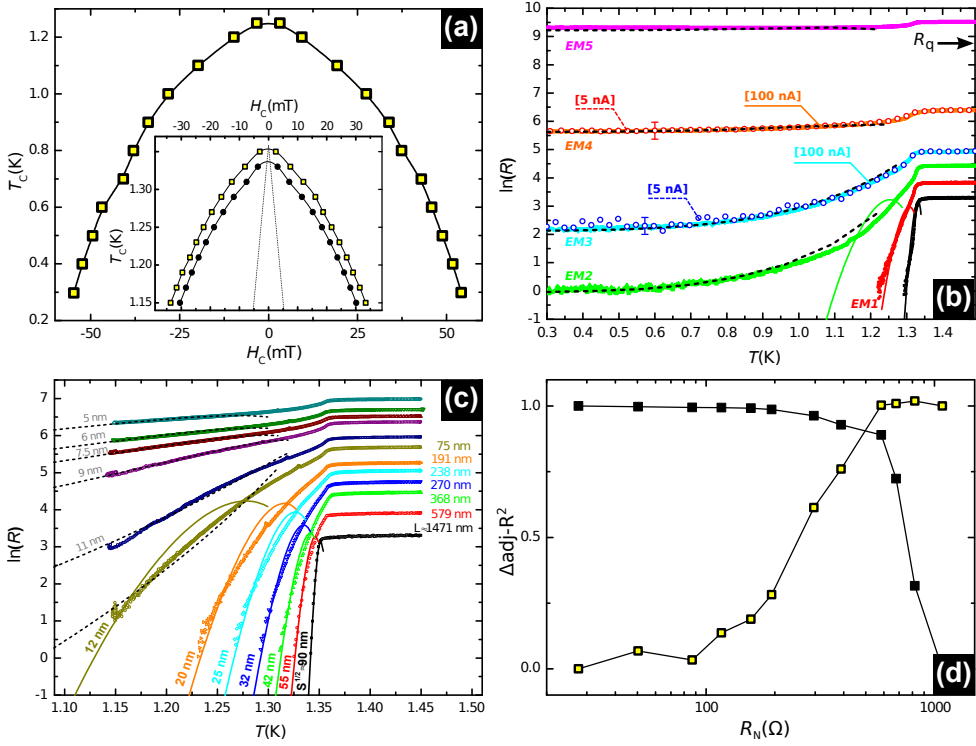 (a)
T_C(K)
1.2
1.0
0.8
0.6
0.4
0.2
-50
-25
0
25
50
H_C(mT)
H_C(mT)
-30
-20
-10
0
10
20
30
T_C(K)
1.30
1.25
1.20
1.15
(b)
ln(R)
10
9
8
7
6
5
4
3
2
1
0
-1
0.3
0.4
0.5
0.6
0.7
0.8
0.9
1.0
1.1
1.2
1.3
1.4
T(K)
EM5
R_q
[5 nA]
[100 nA]
EM4
[100 nA]
[5 nA]
EM3
EM2
EM1
(c)
ln(R)
7
6
5
4
3
2
1
0
-1
1.10
1.15
1.20
1.25
1.30
1.35
1.40
1.45
1.50
T(K)
5 nm
6 nm
7.5 nm
9 nm
11 nm
12 nm
20 nm
25 nm
32 nm
42 nm
55 nm
S^1/2=90 nm
75 nm
191 nm
238 nm
270 nm
368 nm
579 nm
L=1471 nm
(d)
Δadj-R²
1.0
0.5
0.0
100
1000
R_N(Ω)